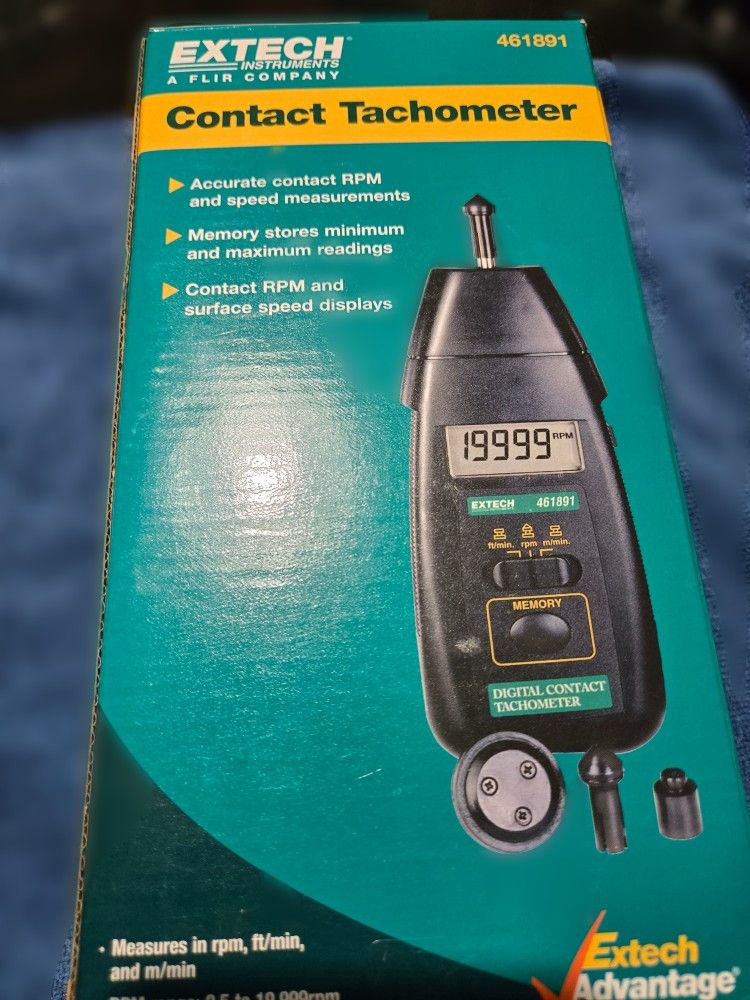 EXTECH®
INSTRUMENTS
A FLIR COMPANY
461891
Contact Tachometer
Accurate contact RPM
and speed measurements
Memory stores minimum
and maximum readings
Contact RPM and
surface speed displays
19999 RPM
EXTECH 461891
ft/min. rpm m/min.
MEMORY
DIGITAL CONTACT
TACHOMETER
• Measures in rpm, ft/min,
and m/min
Extech
Advantage®